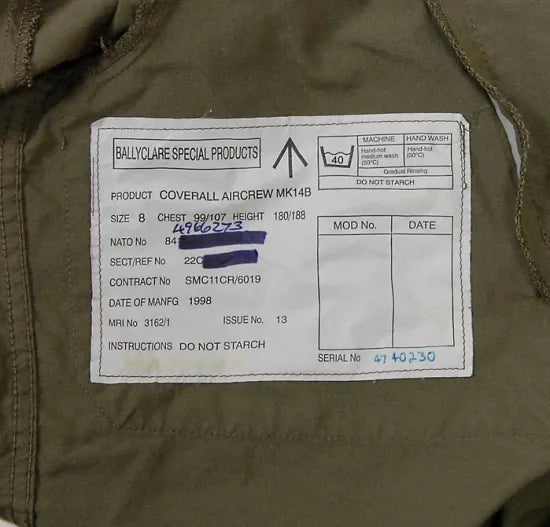 BALLYCLARE SPECIAL PRODUCTS
40
MACHINE HAND WASH
Hand-hot medium wash (50°C)
Hand-hot (50°C)
Gradual Rinsing
DO NOT STARCH
PRODUCT COVERALL AIRCREW MK14B
SIZE 8 CHEST 99/107 HEIGHT 180/188
4966273
NATO No 84
SECT/REF No 22C
CONTRACT No SMC11CR/6019
DATE OF MANFG 1998
MRI No 3162/1 ISSUE No. 13
INSTRUCTIONS DO NOT STARCH
MOD No. DATE
SERIAL No 4740230